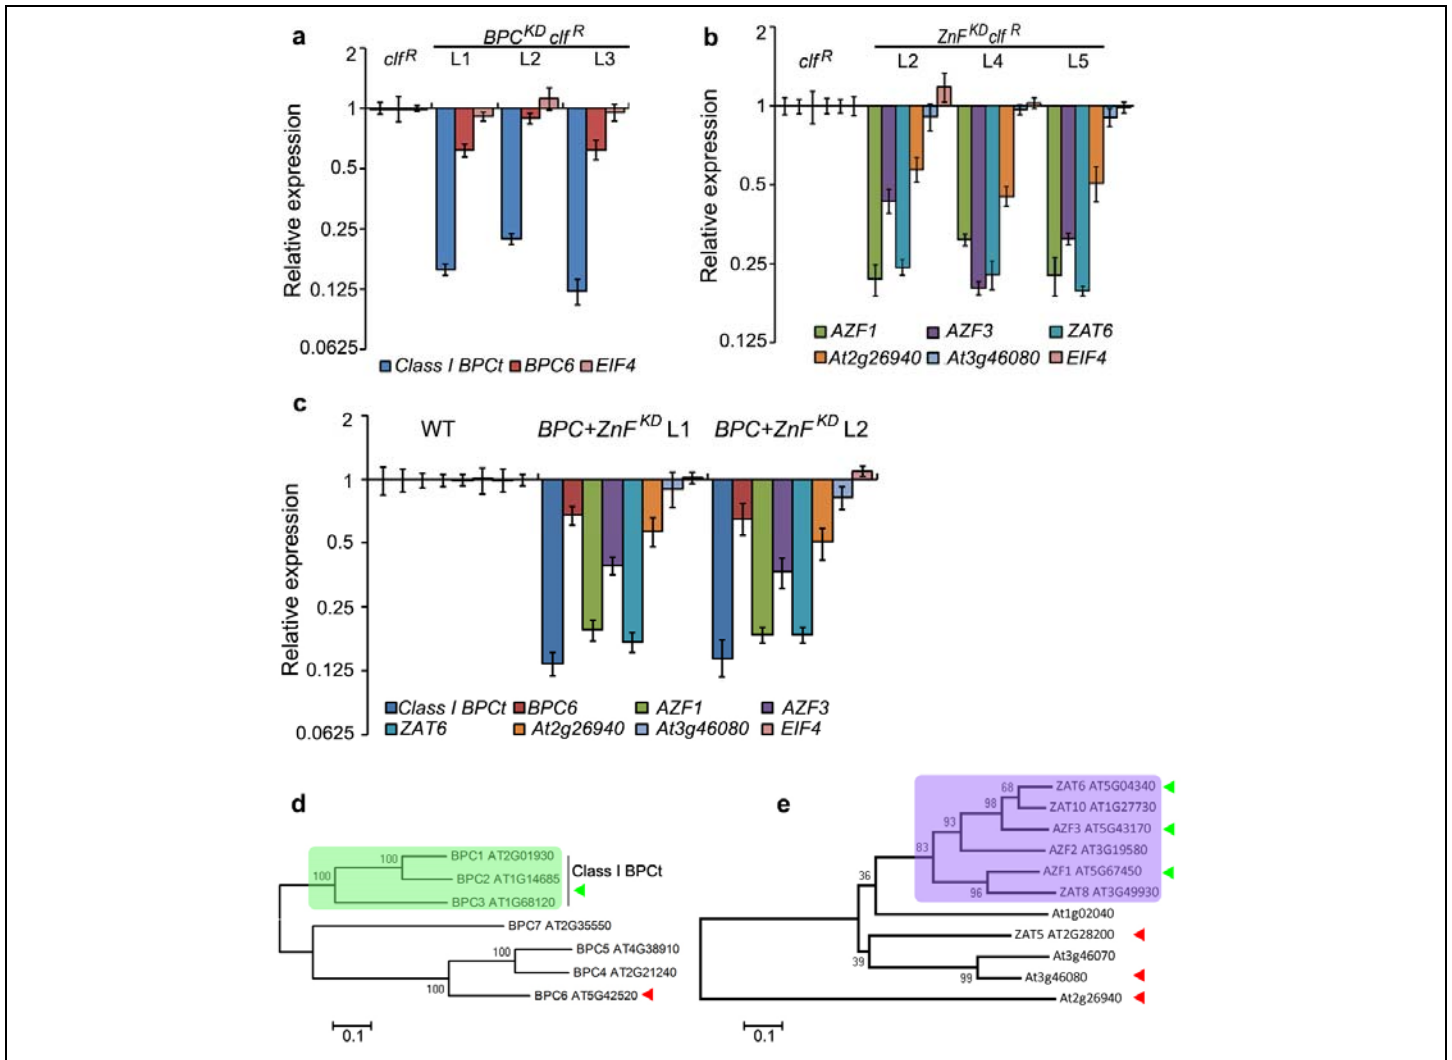 a
BPC^KD clf^R
clf^R L1 L2 L3
2
1
0.5
0.25
0.125
0.0625
Relative expression
Class I BPCt BPC6 EIF4
b
ZnF^KD clf^R
clf^R L2 L4 L5
2
1
0.5
0.25
0.125
Relative expression
AZF1 AZF3 ZAT6
At2g26940 At3g46080 EIF4
c
WT BPC+ZnF^KD L1 BPC+ZnF^KD L2
2
1
0.5
0.25
0.125
0.0625
Relative expression
Class I BPCt BPC6 AZF1 AZF3
ZAT6 At2g26940 At3g46080 EIF4
d
100 BPC1 AT2G01930
100 BPC2 AT1G14685
BPC3 AT1G68120
Class I BPCt
BPC7 AT2G35550
100 BPC5 AT4G38910
BPC4 AT2G21240
100 BPC6 AT5G42520
0.1
e
68 ZAT6 AT5G04340
98 ZAT10 AT1G27730
93 AZF3 AT5G43170
83 AZF2 AT3G19580
AZF1 AT5G67450
96 ZAT8 AT3G49930
36 At1g02040
ZAT5 AT2G28200
39 At3g46070
99 At3g46080
At2g26940
0.1